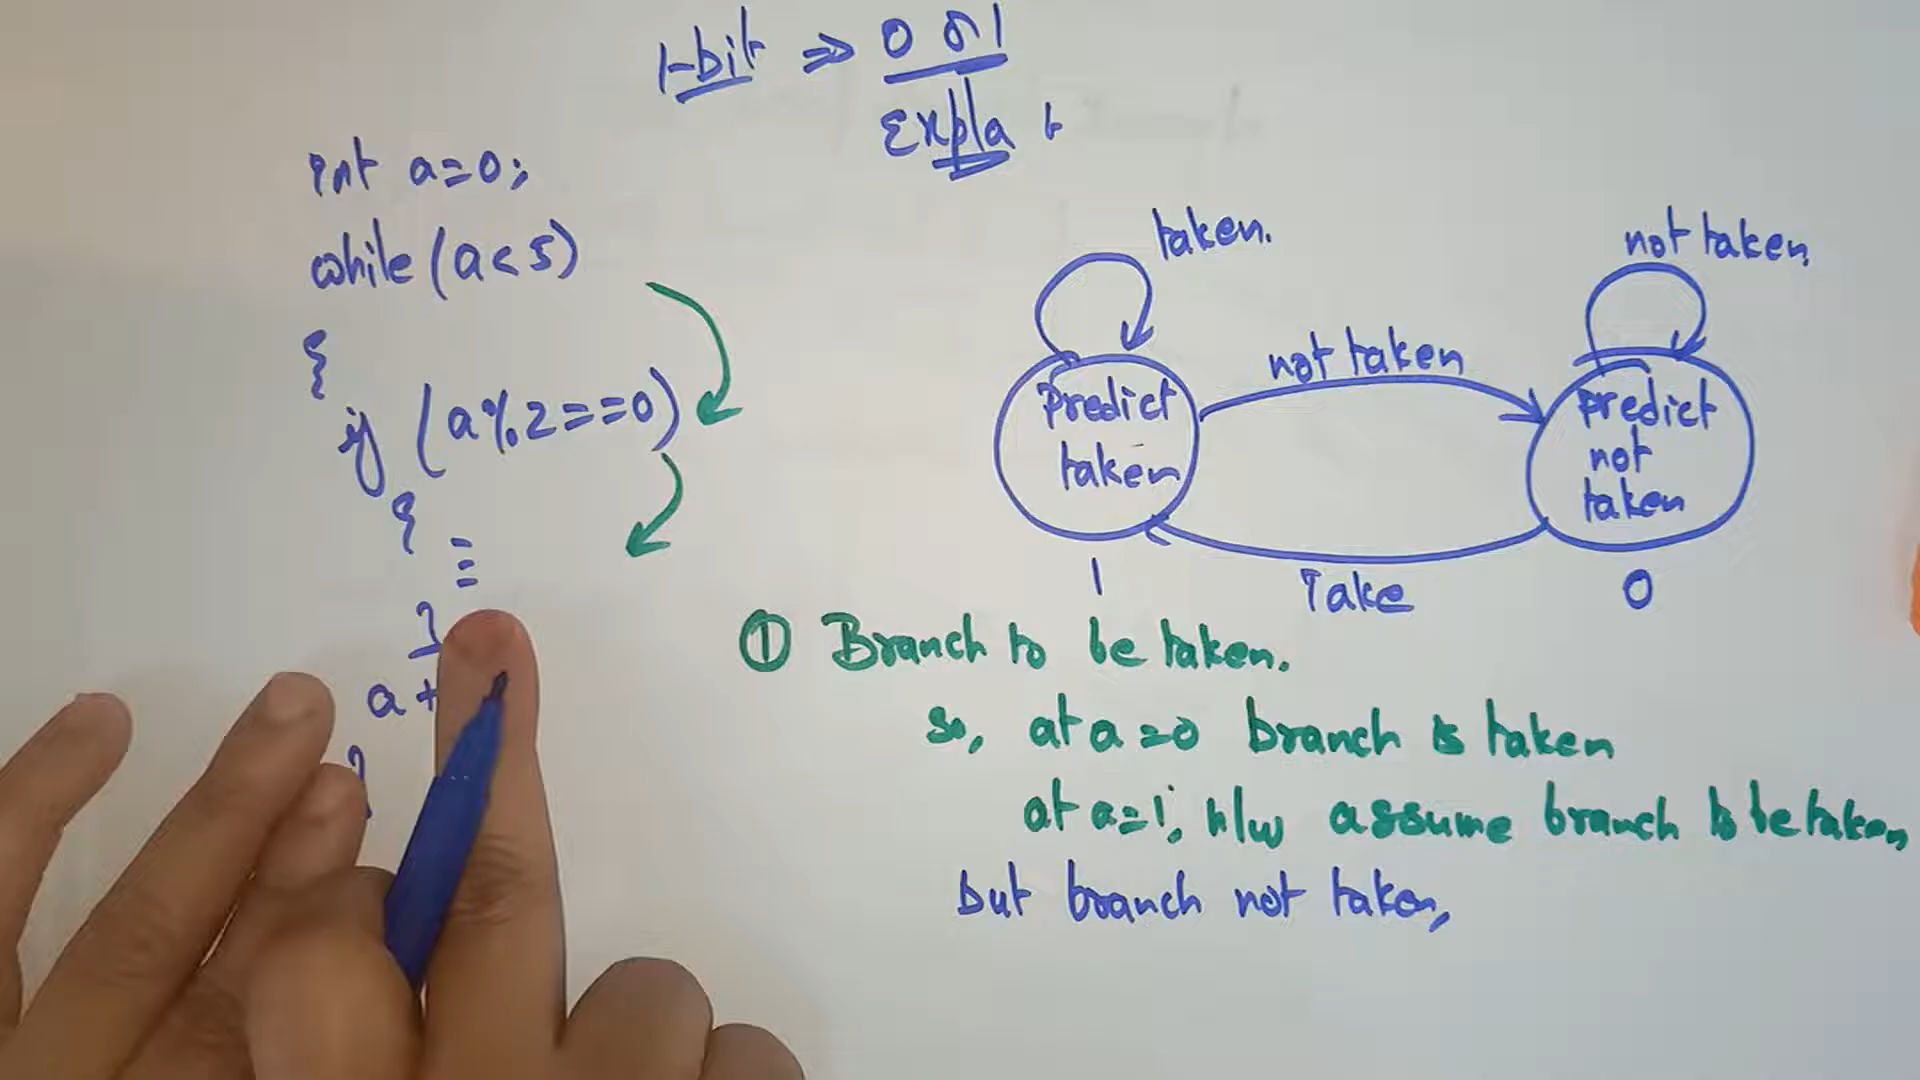 1-bit ⇒ 0 or 1
Expla t
int a=0;
while (a<5)
{
if (a%2==0)
{
}
a+
}
taken.
not taken,
not taken
Predict
taken
predict
not
taken
1
Take
0
① Branch to be taken.
so, at a=0 branch is taken
at a=1, h/w assume branch to be taken,
but branch not taken,